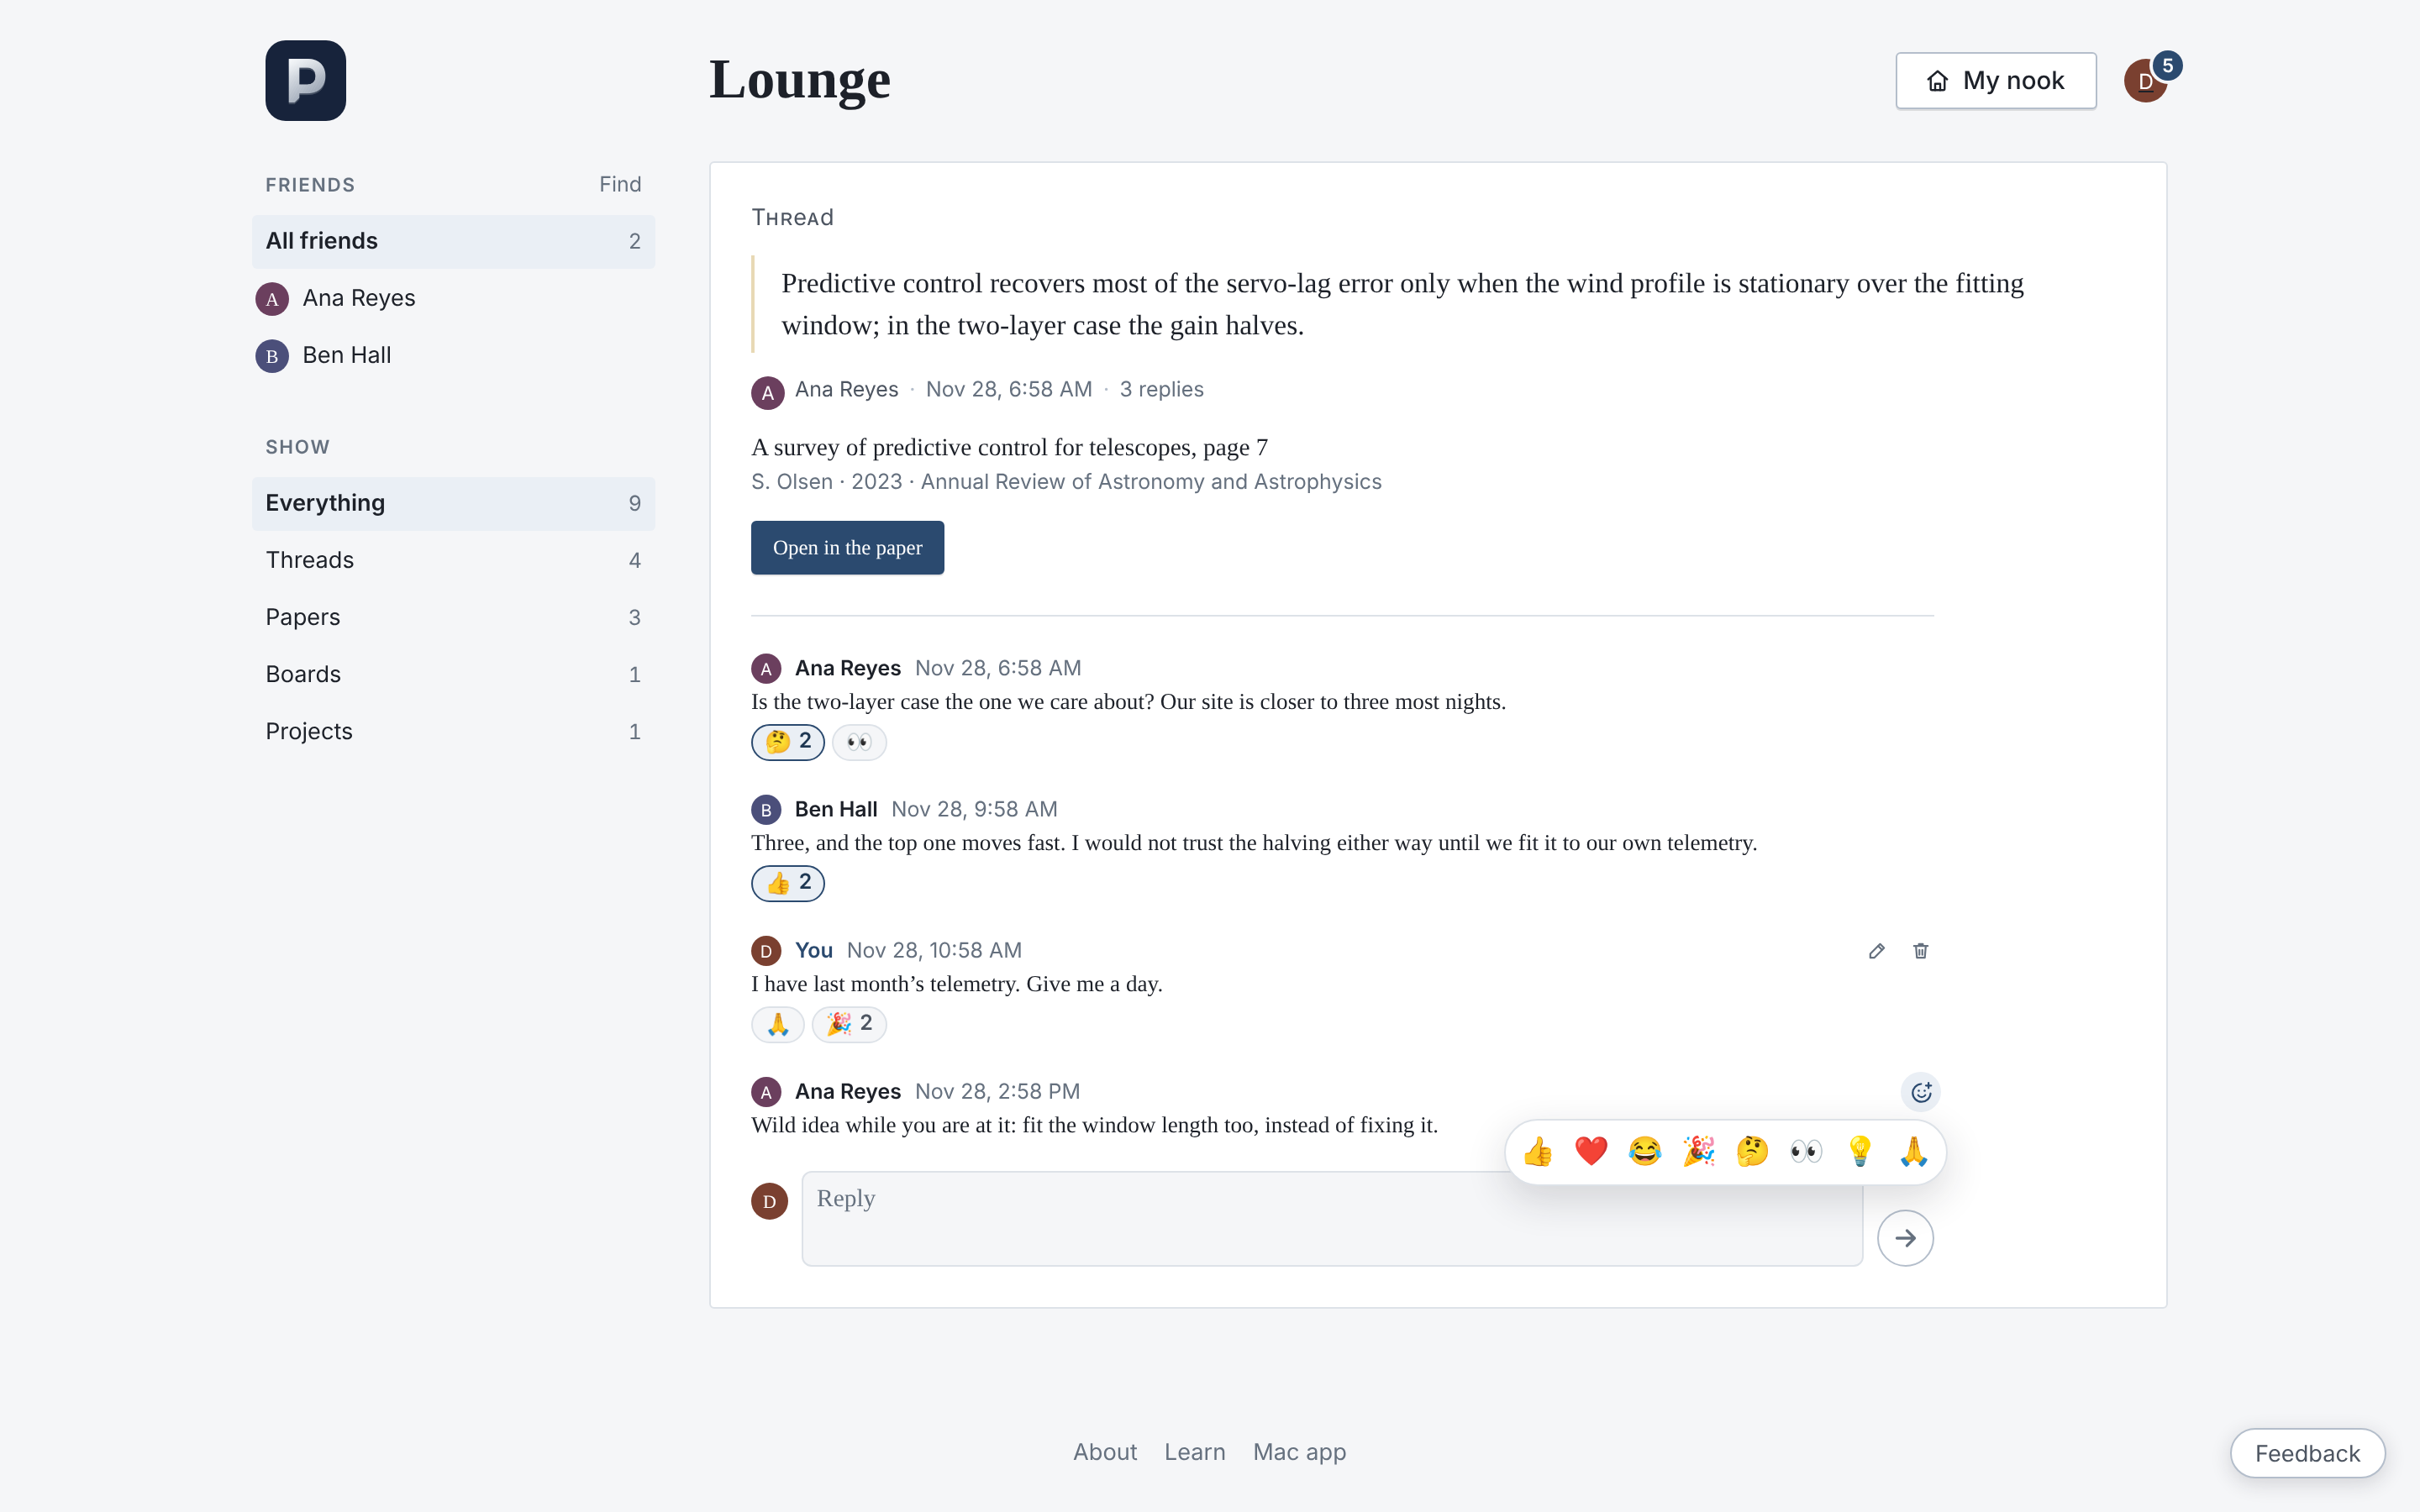 P
Lounge
My nook
D
5
FRIENDS
Find
All friends
2
A
Ana Reyes
B
Ben Hall
SHOW
Everything
9
Threads
4
Papers
3
Boards
1
Projects
1
Thread
Predictive control recovers most of the servo-lag error only when the wind profile is stationary over the fitting
window; in the two-layer case the gain halves.
A Ana Reyes · Nov 28, 6:58 AM · 3 replies
A survey of predictive control for telescopes, page 7
S. Olsen · 2023 · Annual Review of Astronomy and Astrophysics
Open in the paper
A Ana Reyes Nov 28, 6:58 AM
Is the two-layer case the one we care about? Our site is closer to three most nights.
🤔 2 👀
B Ben Hall Nov 28, 9:58 AM
Three, and the top one moves fast. I would not trust the halving either way until we fit it to our own telemetry.
👍 2
D You Nov 28, 10:58 AM
I have last month’s telemetry. Give me a day.
🙏 🎉 2
A Ana Reyes Nov 28, 2:58 PM
Wild idea while you are at it: fit the window length too, instead of fixing it.
👍 ❤️ 😂 🎉 🤔 👀 💡 🙏
D
Reply
About Learn Mac app
Feedback